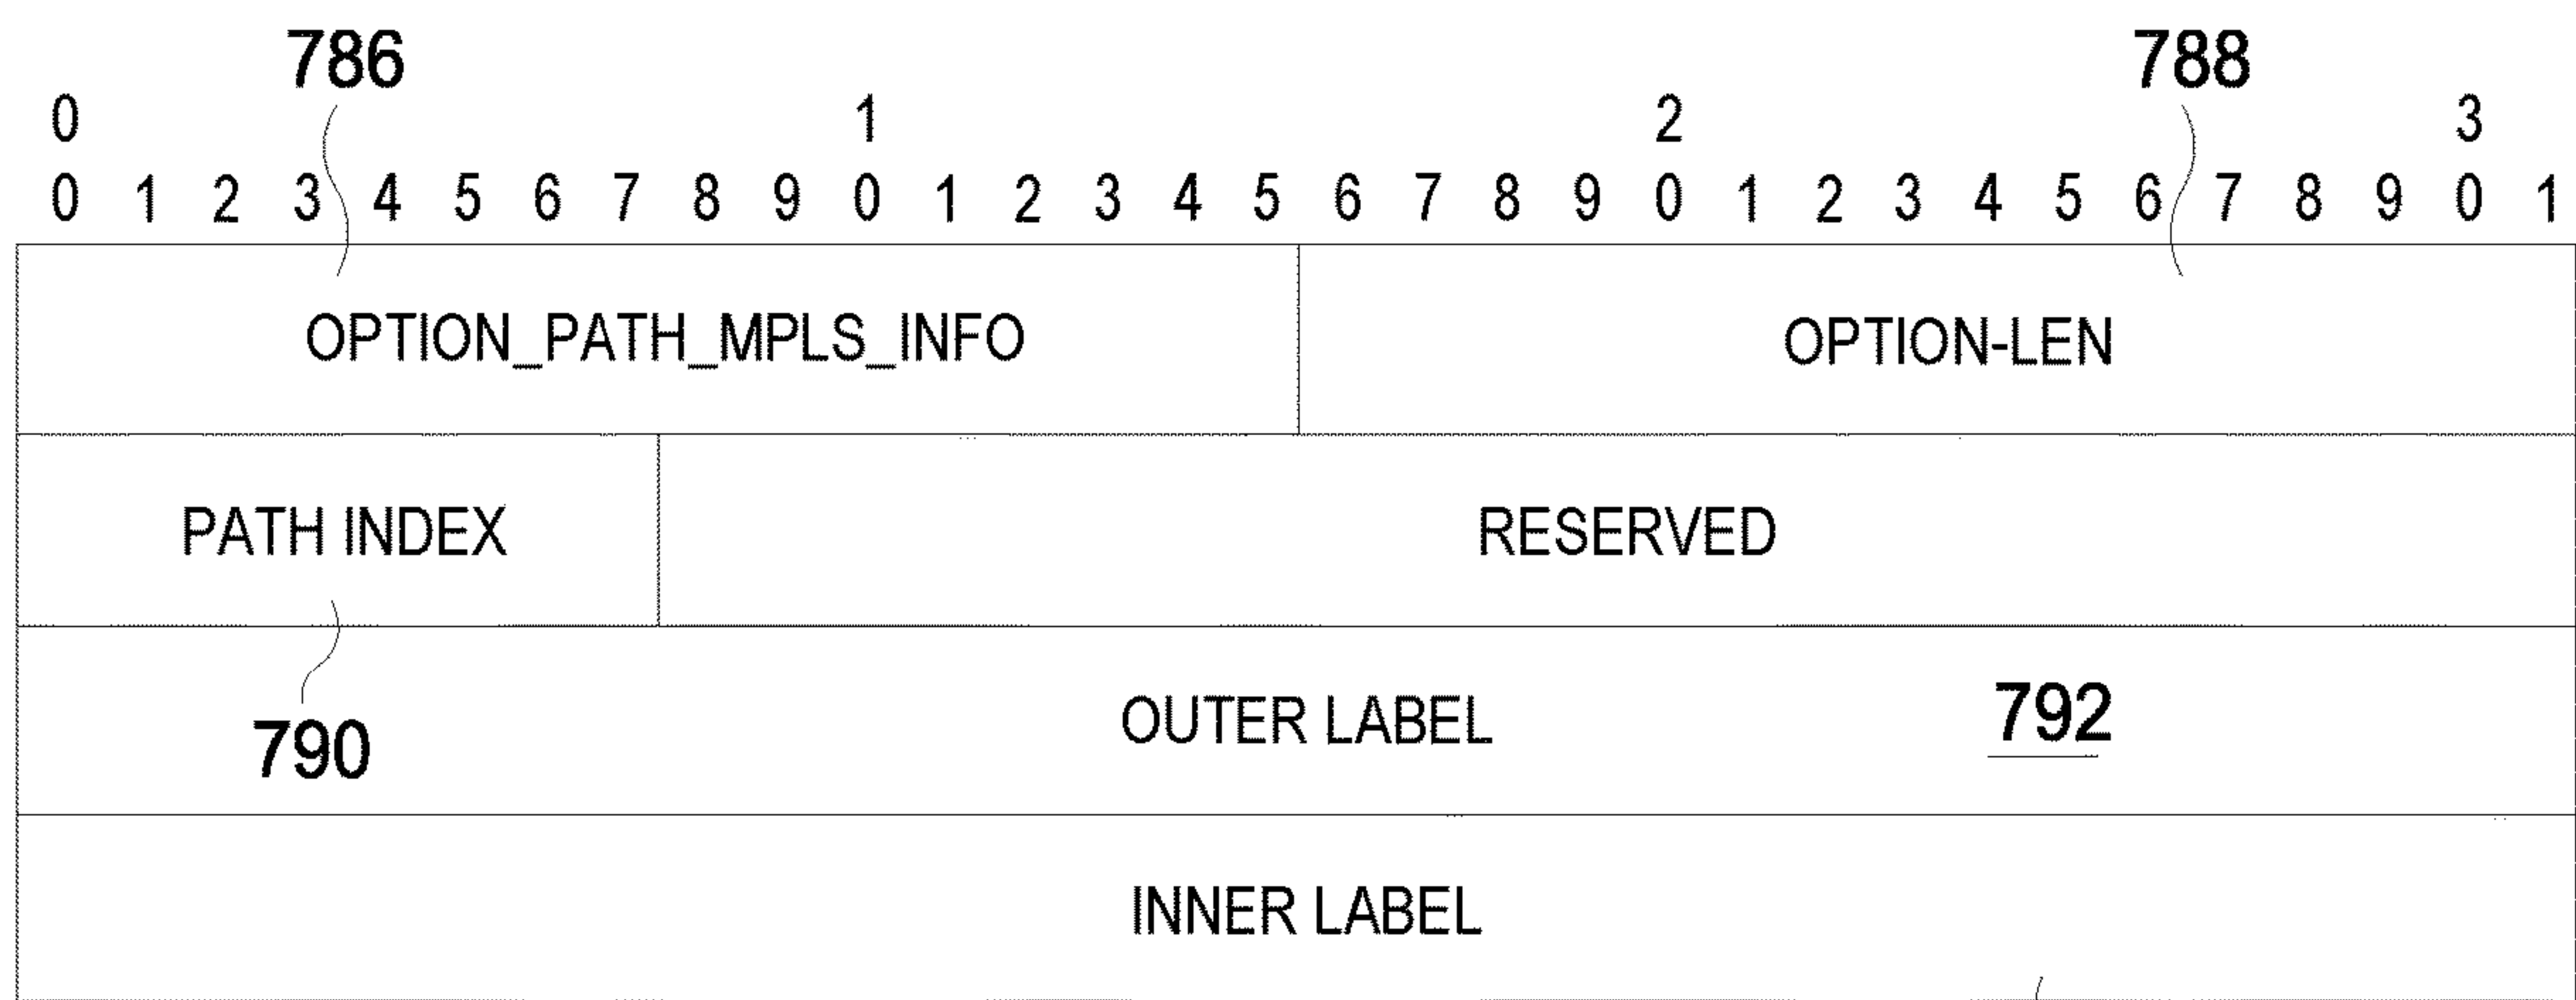 786 788
0 1 2 3
0 1 2 3 4 5 6 7 8 9 0 1 2 3 4 5 6 7 8 9 0 1 2 3 4 5 6 7 8 9 0 1
OPTION_PATH_MPLS_INFO OPTION-LEN
PATH INDEX RESERVED
790 OUTER LABEL 792
INNER LABEL